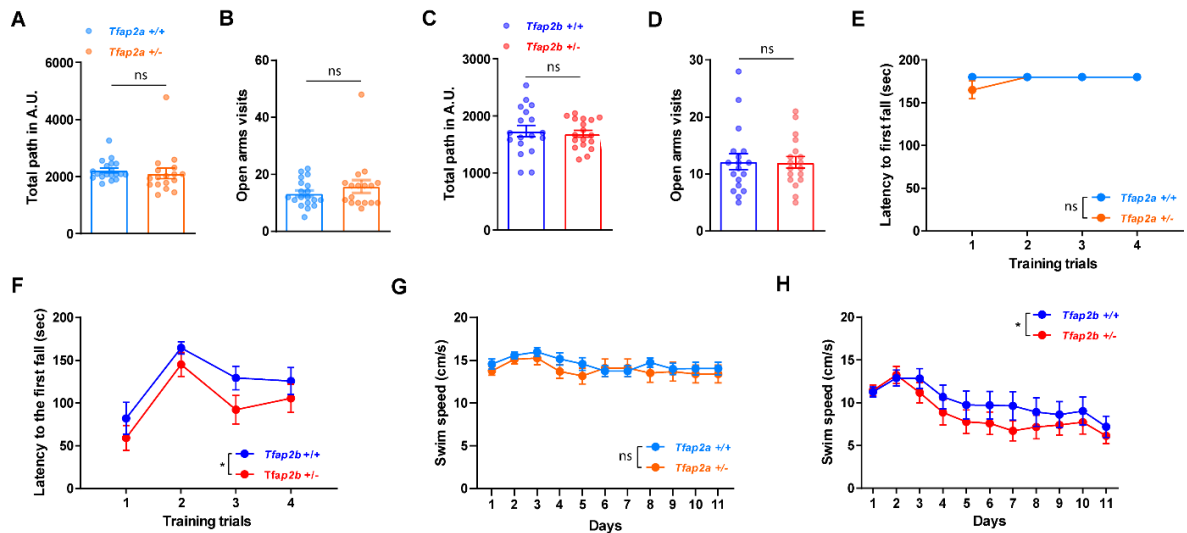 A
Tfap2a +/+
Tfap2a +/-
ns
Total path in A.U.
6000
4000
2000
0
B
ns
Open arms visits
60
40
20
0
C
Tfap2b +/+
Tfap2b +/-
ns
Total path in A.U.
3000
2000
1000
0
D
ns
Open arms visits
30
20
10
0
E
Latency to first fall (sec)
200
150
100
50
0
ns
Tfap2a +/+
Tfap2a +/-
1 2 3 4
Training trials
F
Latency to the first fall (sec)
200
150
100
50
0
*
Tfap2b +/+
Tfap2b +/-
1 2 3 4
Training trials
G
Swim speed (cm/s)
20
15
10
5
0
ns
Tfap2a +/+
Tfap2a +/-
1 2 3 4 5 6 7 8 9 10 11
Days
H
Swim speed (cm/s)
20
15
10
5
0
*
Tfap2b +/+
Tfap2b +/-
1 2 3 4 5 6 7 8 9 10 11
Days